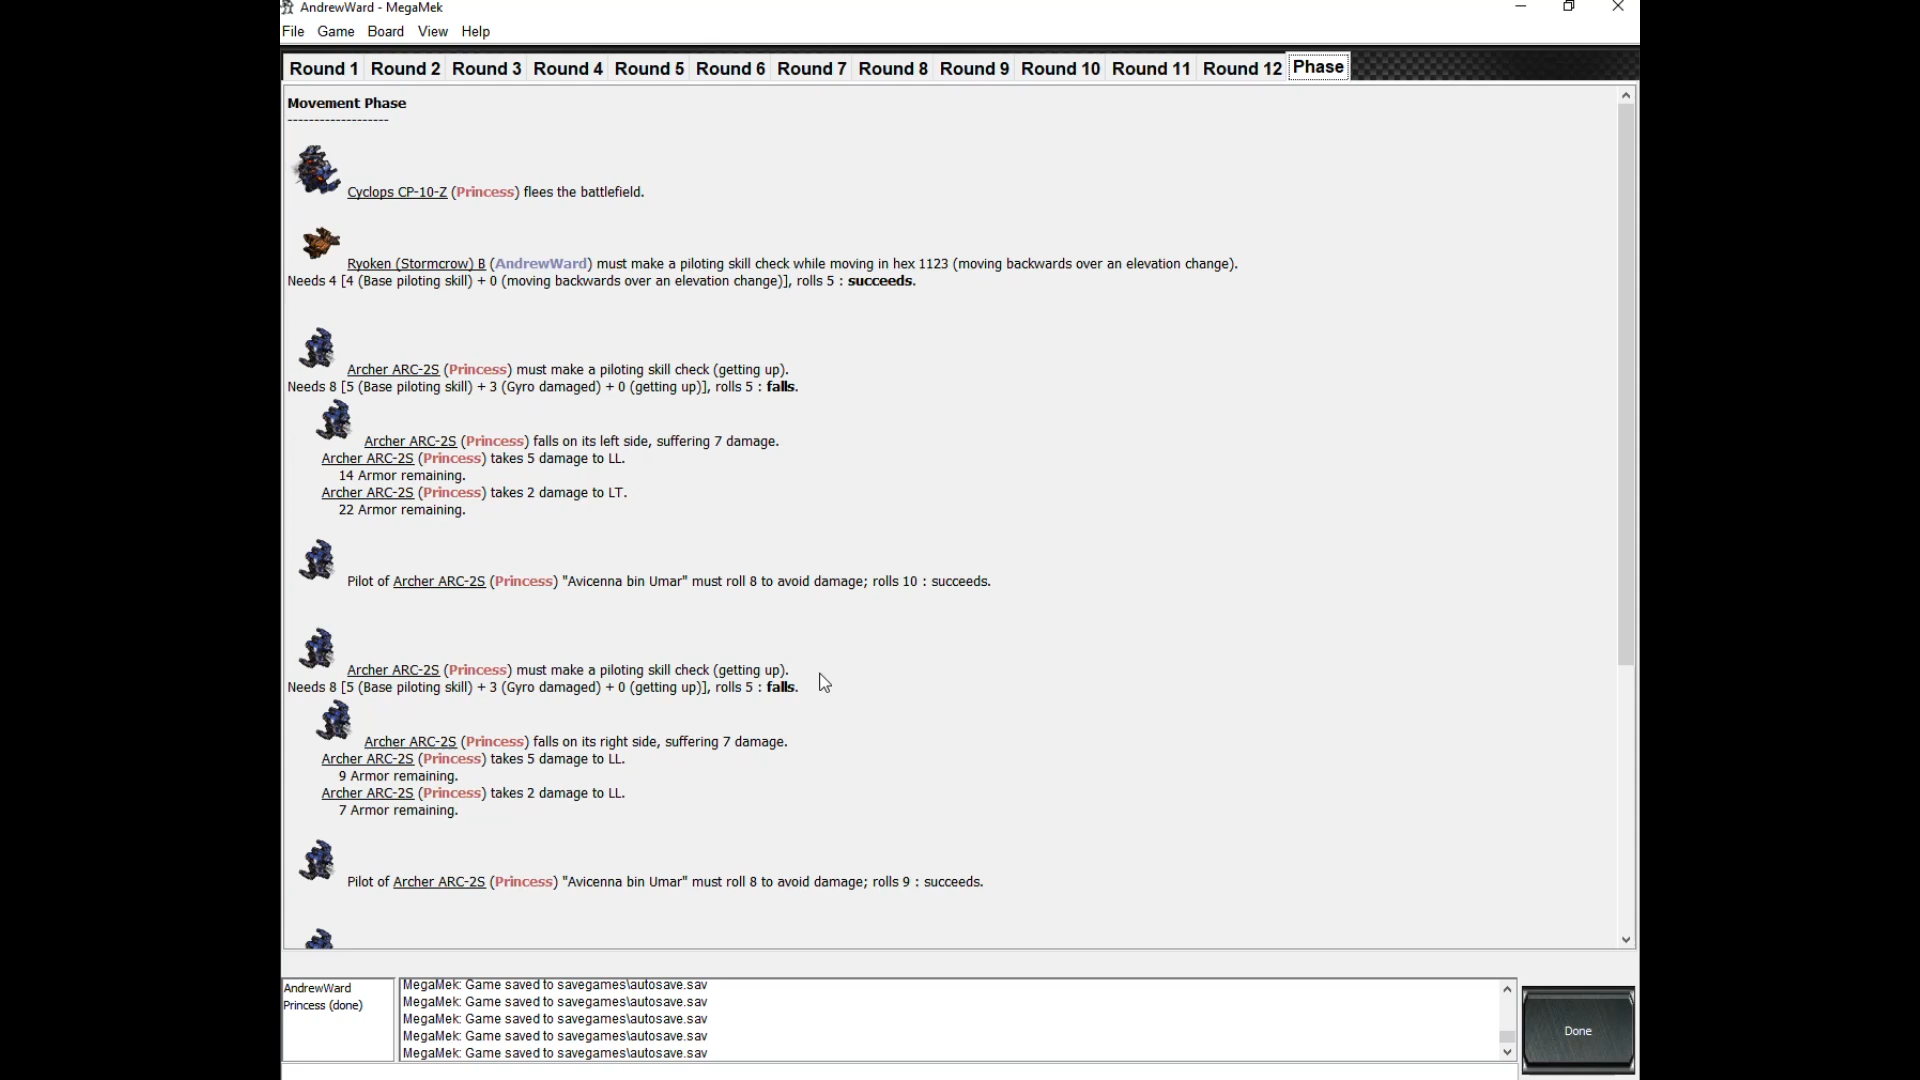 AndrewWard - MegaMek
File Game Board View Help
Round 1 Round 2 Round 3 Round 4 Round 5 Round 6 Round 7 Round 8 Round 9 Round 10 Round 11 Round 12 Phase
Movement Phase
--------------------
Cyclops CP-10-Z (Princess) flees the battlefield.
Ryoken (Stormcrow) B (AndrewWard) must make a piloting skill check while moving in hex 1123 (moving backwards over an elevation change).
Needs 4 [4 (Base piloting skill) + 0 (moving backwards over an elevation change)], rolls 5 : succeeds.
Archer ARC-2S (Princess) must make a piloting skill check (getting up).
Needs 8 [5 (Base piloting skill) + 3 (Gyro damaged) + 0 (getting up)], rolls 5 : falls.
Archer ARC-2S (Princess) falls on its left side, suffering 7 damage.
Archer ARC-2S (Princess) takes 5 damage to LL.
14 Armor remaining.
Archer ARC-2S (Princess) takes 2 damage to LT.
22 Armor remaining.
Pilot of Archer ARC-2S (Princess) "Avicenna bin Umar" must roll 8 to avoid damage; rolls 10 : succeeds.
Archer ARC-2S (Princess) must make a piloting skill check (getting up).
Needs 8 [5 (Base piloting skill) + 3 (Gyro damaged) + 0 (getting up)], rolls 5 : falls.
Archer ARC-2S (Princess) falls on its right side, suffering 7 damage.
Archer ARC-2S (Princess) takes 5 damage to LL.
9 Armor remaining.
Archer ARC-2S (Princess) takes 2 damage to LL.
7 Armor remaining.
Pilot of Archer ARC-2S (Princess) "Avicenna bin Umar" must roll 8 to avoid damage; rolls 9 : succeeds.
AndrewWard
Princess (done)
MegaMek: Game saved to savegames\autosave.sav
MegaMek: Game saved to savegames\autosave.sav
MegaMek: Game saved to savegames\autosave.sav
MegaMek: Game saved to savegames\autosave.sav
MegaMek: Game saved to savegames\autosave.sav
Done